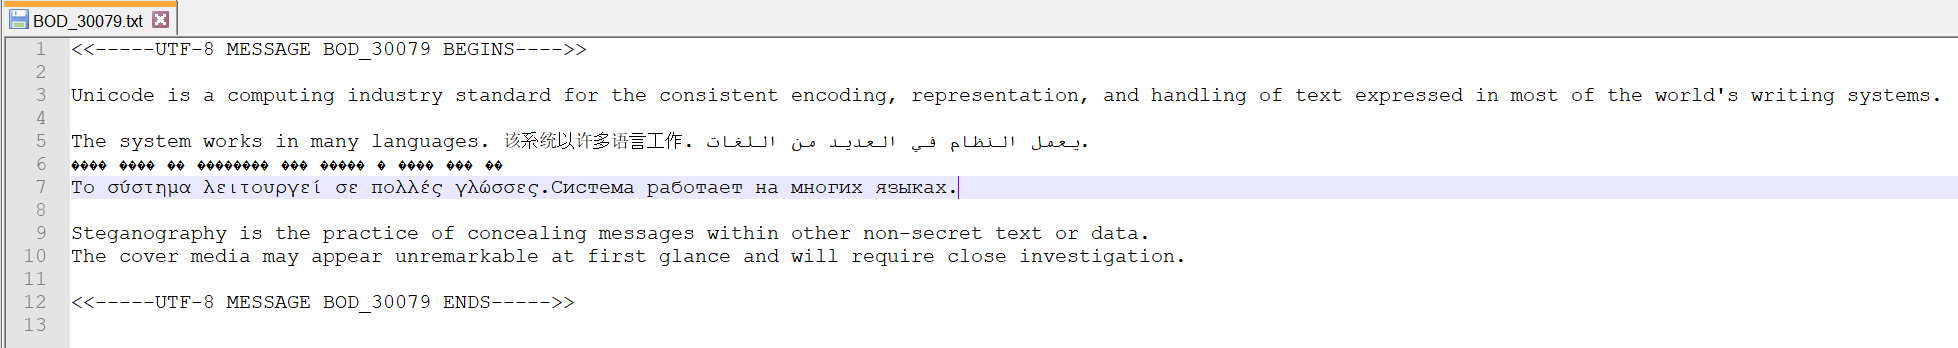 BOD_30079.txt
1 <<-----UTF-8 MESSAGE BOD_30079 BEGINS---->>
2
3 Unicode is a computing industry standard for the consistent encoding, representation, and handling of text expressed in most of the world's writing systems.
4
5 The system works in many languages. 该系统以许多语言工作. يعمل النظام في العديد من اللغات.
6 ���� ���� �� ��������� ��� ����� � ���� ��� ��
7 Το σύστημα λειτουργεί σε πολλές γλώσσες.Система работает на многих языках.
8
9 Steganography is the practice of concealing messages within other non-secret text or data.
10 The cover media may appear unremarkable at first glance and will require close investigation.
11
12 <<-----UTF-8 MESSAGE BOD_30079 ENDS----->>
13